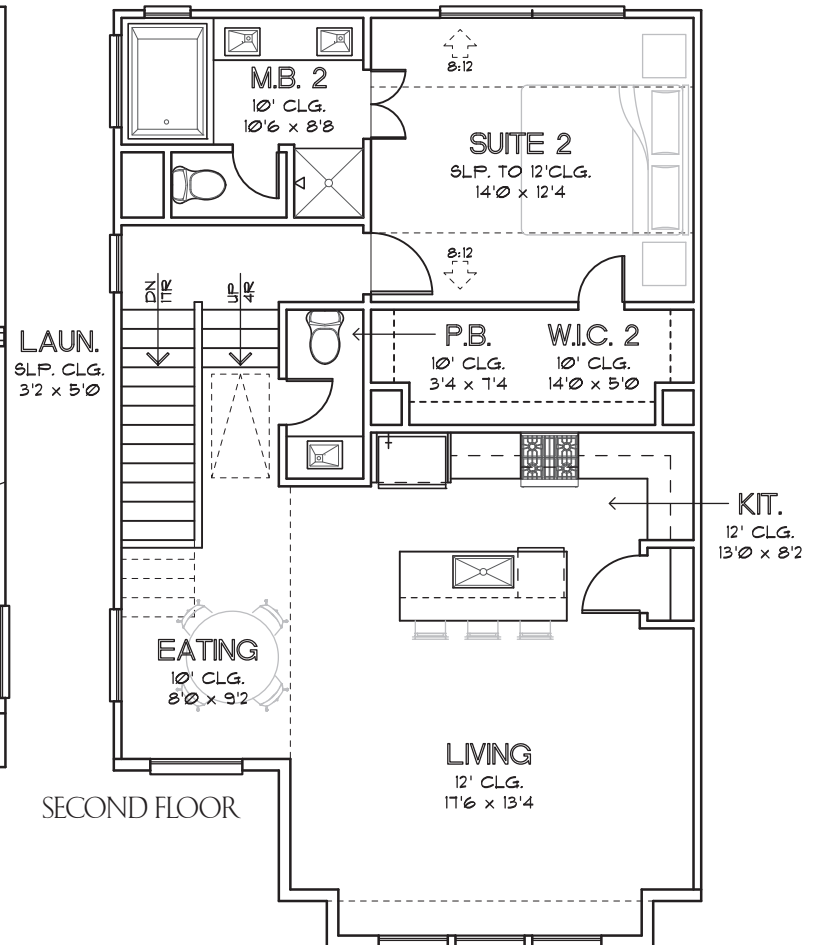 M.B. 2
10' CLG.
10'6 x 8'8
8:12
SUITE 2
SLP. TO 12'CLG.
14'0 x 12'4
8:12
DN
17R
UP
4R
LAUN.
SLP. CLG.
3'2 x 5'0
P.B.
10' CLG.
3'4 x 7'4
W.I.C. 2
10' CLG.
14'0 x 5'0
KIT.
12' CLG.
13'0 x 8'2
EATING
10' CLG.
8'0 x 9'2
LIVING
12' CLG.
17'6 x 13'4
SECOND FLOOR